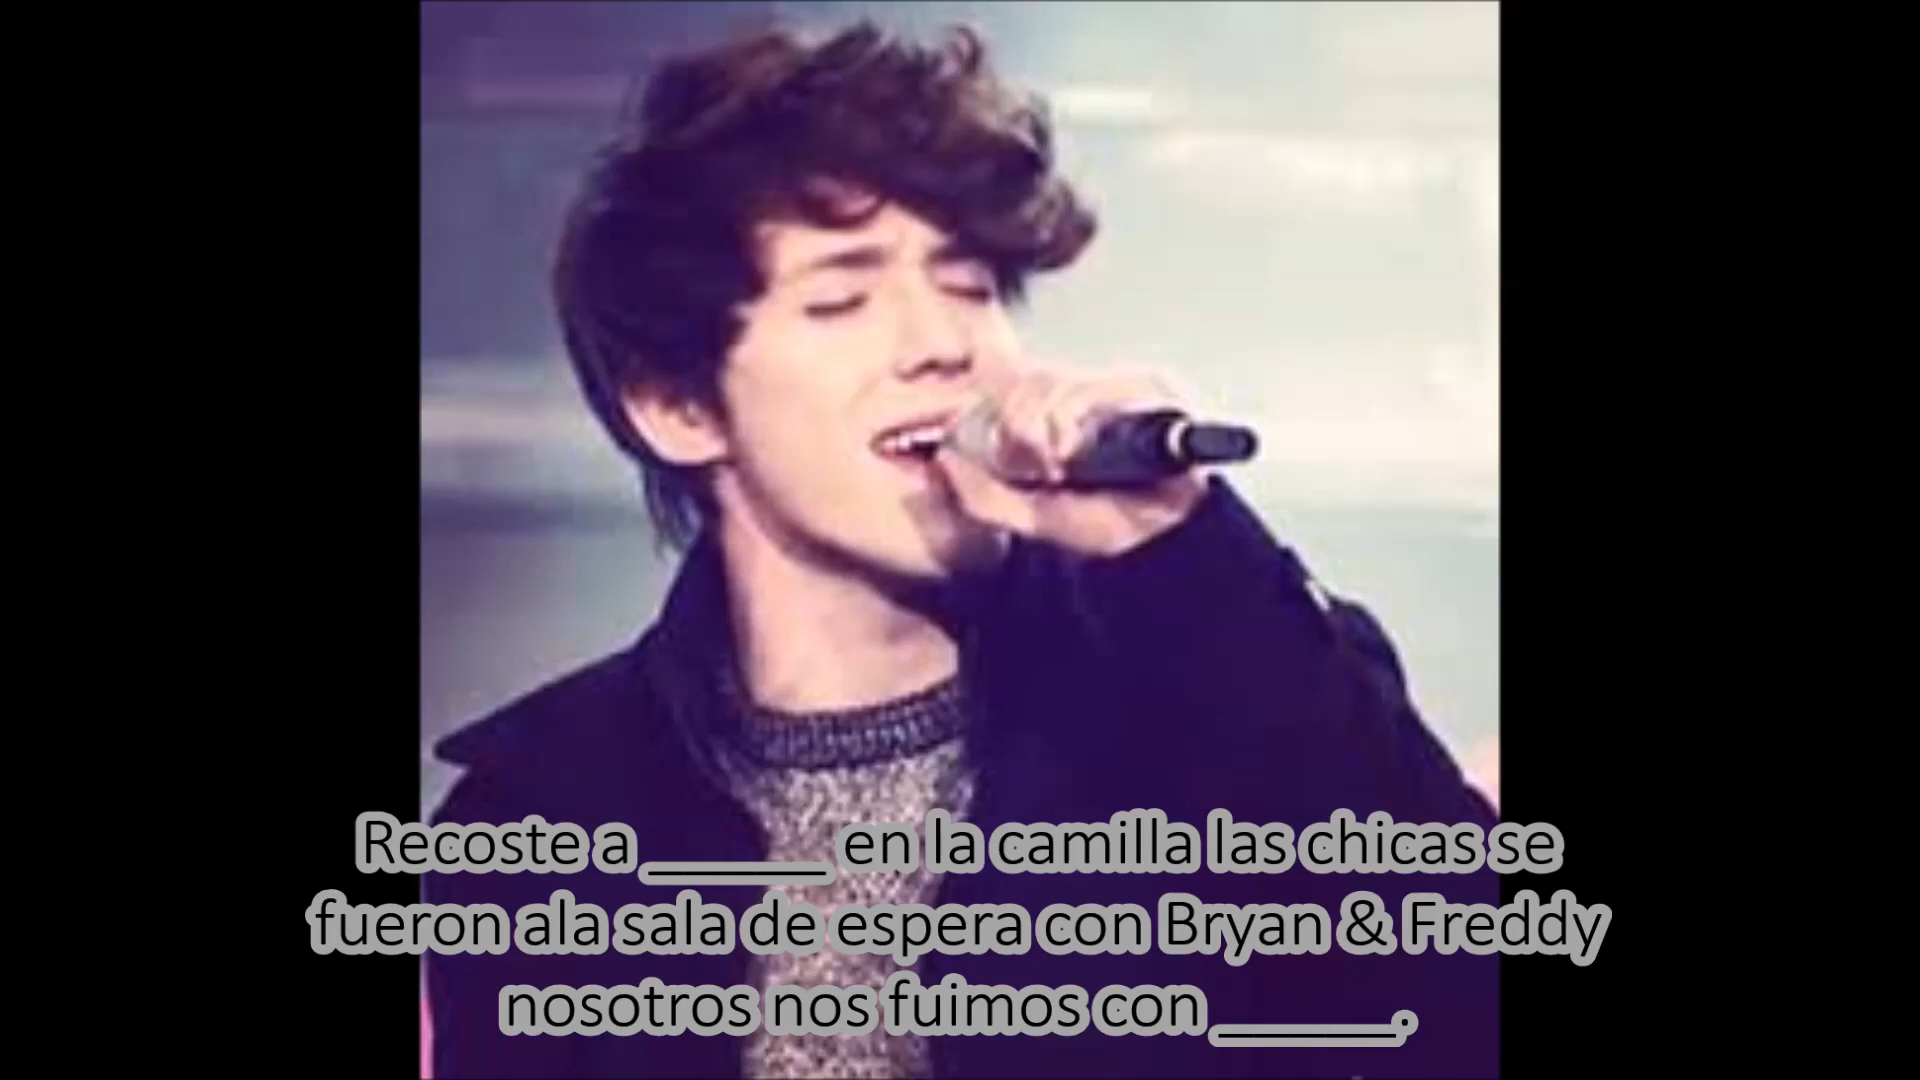 Recoste a _____ en la camilla las chicas se
fueron ala sala de espera con Bryan & Freddy
nosotros nos fuimos con _____.